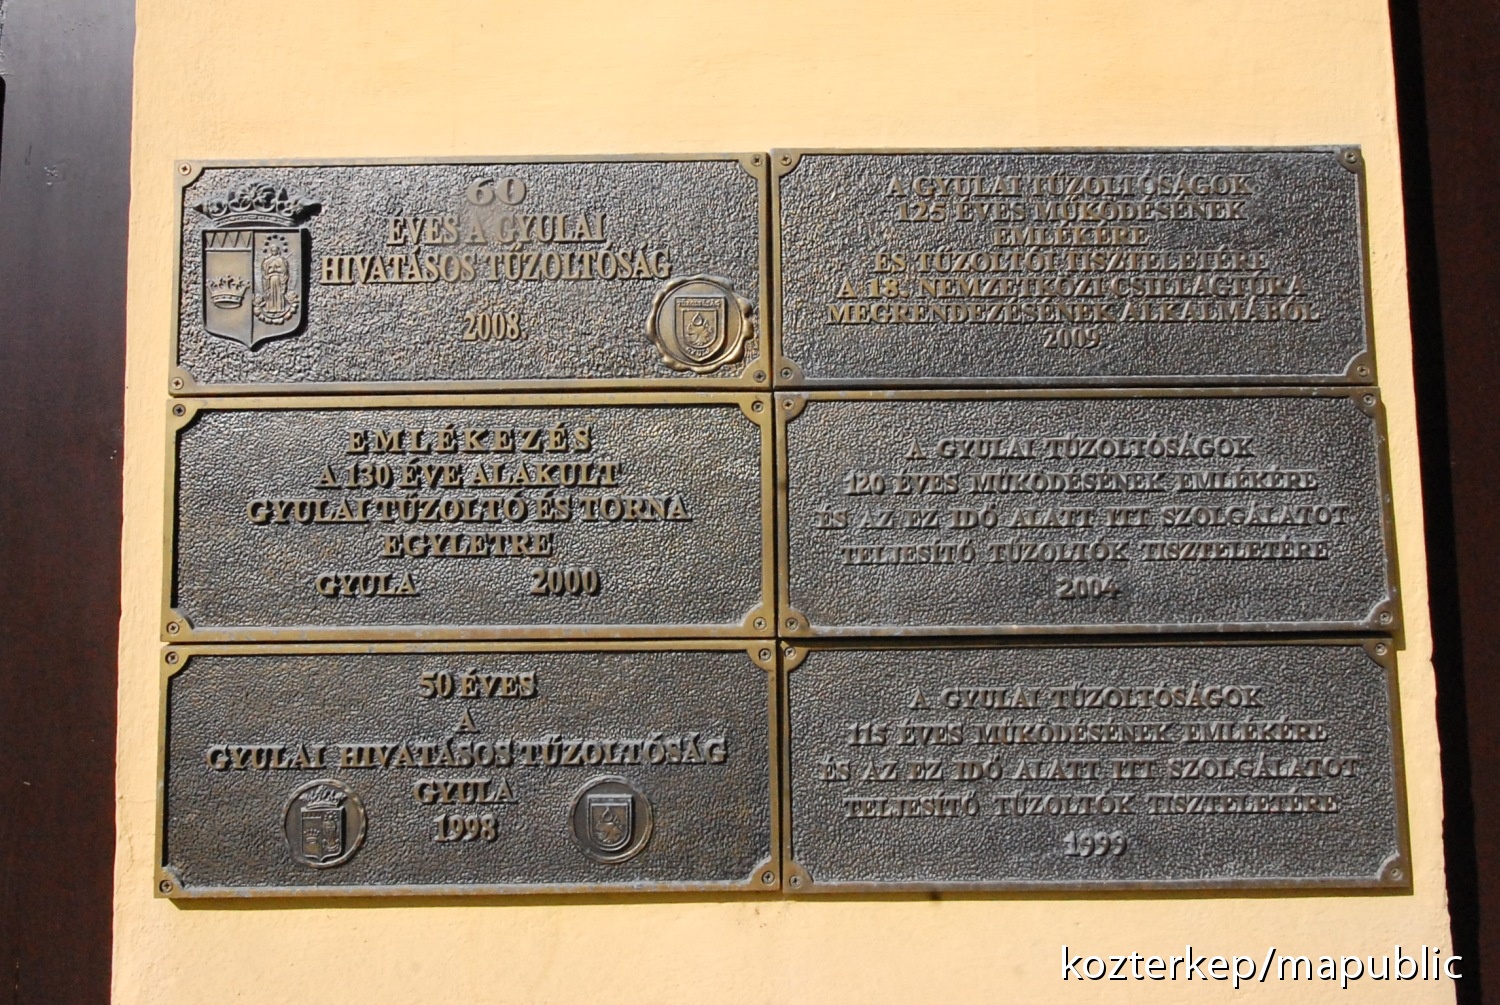 60
ÉVES A GYULAI
HIVATÁSOS TŰZOLTÓSÁG
2008.
A GYULAI TŰZOLTÓSÁGOK
125 ÉVES MŰKÖDÉSÉNEK
EMLÉKÉRE
ÉS TŰZOLTÓI TISZTELETÉRE
A 18. NEMZETKÖZI CSILLAGTÚRA
MEGRENDEZÉSÉNEK ALKALMÁBÓL
2009
EMLÉKEZÉS
A 130 ÉVE ALAKULT
GYULAI TŰZOLTÓ ÉS TORNA
EGYLETRE
GYULA 2000
A GYULAI TŰZOLTÓSÁGOK
120 ÉVES MŰKÖDÉSÉNEK EMLÉKÉRE
ÉS AZ EZ IDŐ ALATT ITT SZOLGÁLATOT
TELJESÍTŐ TŰZOLTÓK TISZTELETÉRE
2004
50 ÉVES
A
GYULAI HIVATÁSOS TŰZOLTÓSÁG
GYULA
1998
A GYULAI TŰZOLTÓSÁGOK
115 ÉVES MŰKÖDÉSÉNEK EMLÉKÉRE
ÉS AZ EZ IDŐ ALATT ITT SZOLGÁLATOT
TELJESÍTŐ TŰZOLTÓK TISZTELETÉRE
1999
kozterkep/mapublic